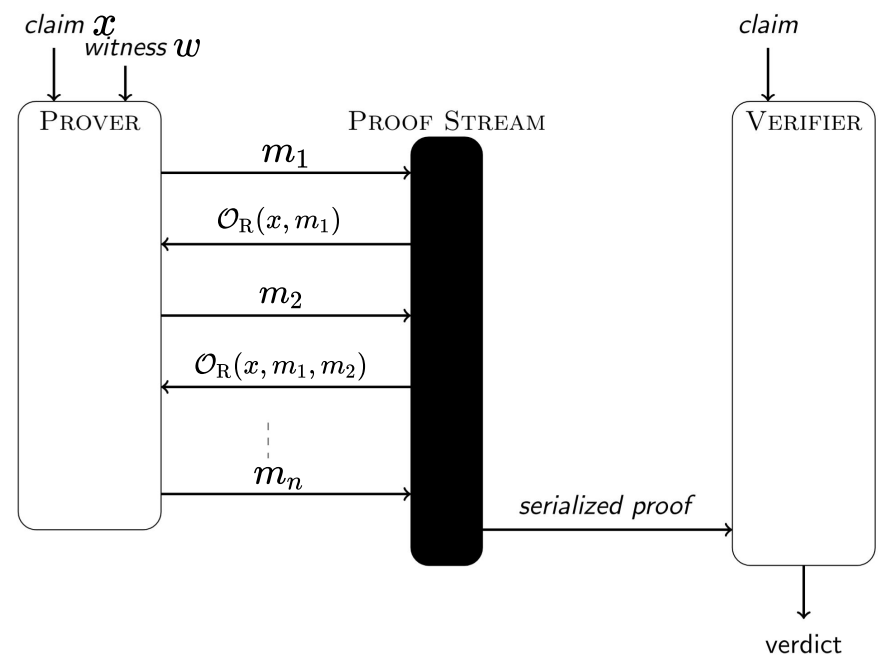 claim x
witness w
claim
PROVER
PROOF STREAM
VERIFIER
m₁
𝒪_R(x, m₁)
m₂
𝒪_R(x, m₁, m₂)
mₙ
serialized proof
verdict